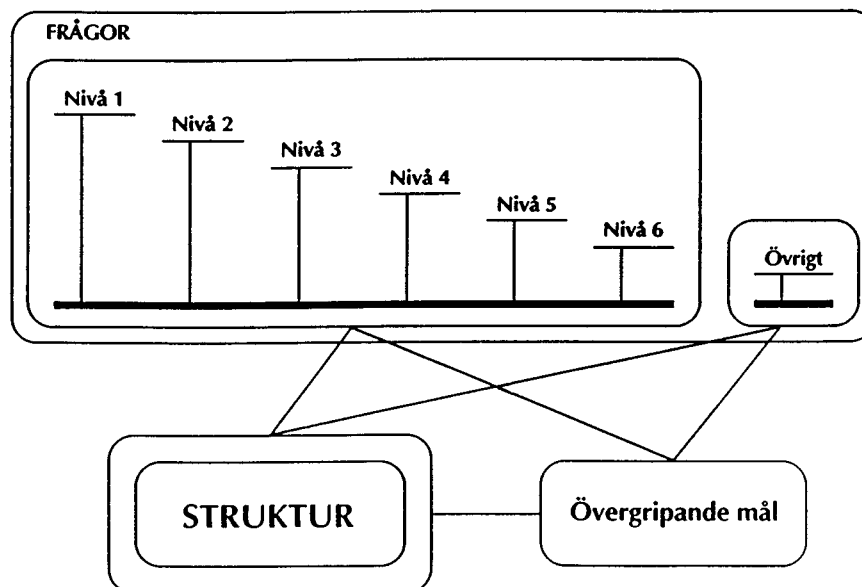 FRÅGOR
Nivå 1
Nivå 2
Nivå 3
Nivå 4
Nivå 5
Nivå 6
Övrigt
STRUKTUR
Övergripande mål